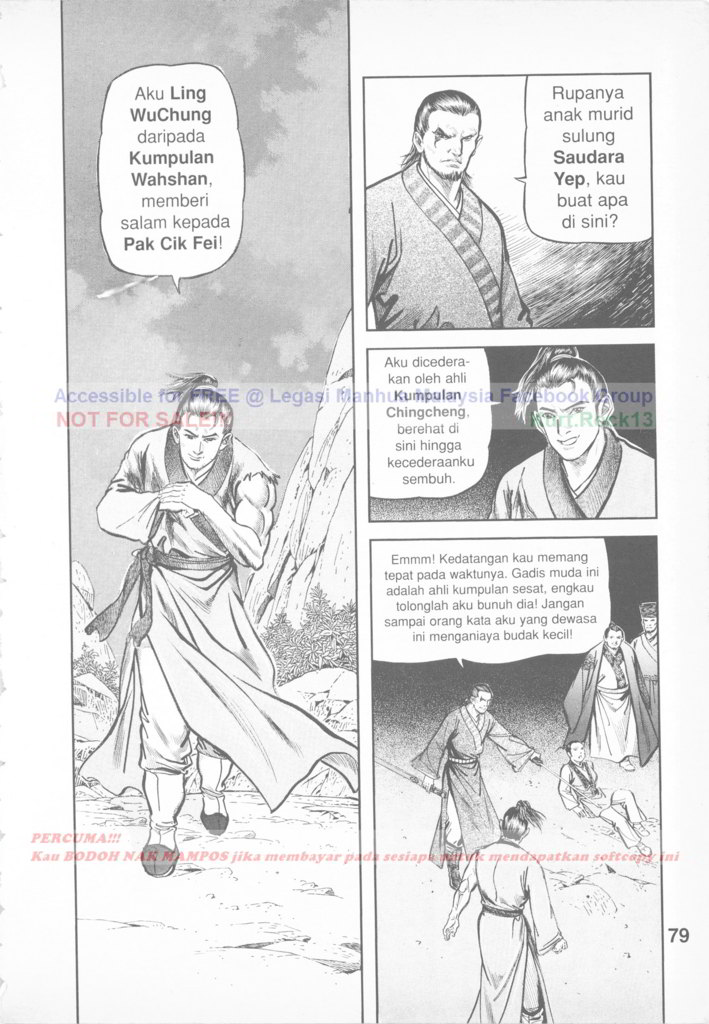 Aku Ling
WuChung
daripada
Kumpulan
Wahshan,
memberi
salam kepada
Pak Cik Fei!
Rupanya
anak murid
sulung
Saudara
Yep, kau
buat apa
di sini?
Aku dicedera-
kan oleh ahli
Kumpulan
Chingcheng,
berehat di
sini hingga
kecederaanku
sembuh.
Accessible for FREE @ Legasi Manhua Malaysia Facebook Group
NOT FOR SALE!!!
Kurt.Rock13
Emmm! Kedatangan kau memang
tepat pada waktunya. Gadis muda ini
adalah ahli kumpulan sesat, engkau
tolonglah aku bunuh dia! Jangan
sampai orang kata aku yang dewasa
ini menganiaya budak kecil!
PERCUMA!!!
Kau BODOH NAK MAMPOS jika membayar pada sesiapa untuk mendapatkan softcopy ini
79